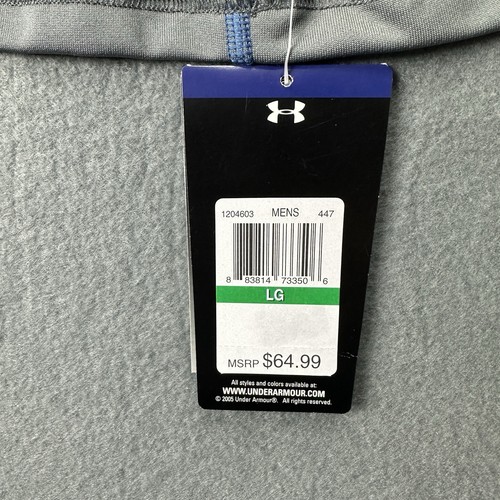 1204603 MENS 447
8 83814 73350 6
LG
MSRP $64.99
All styles and colors available at:
WWW.UNDERARMOUR.COM
© 2005 Under Armour®. All rights reserved.